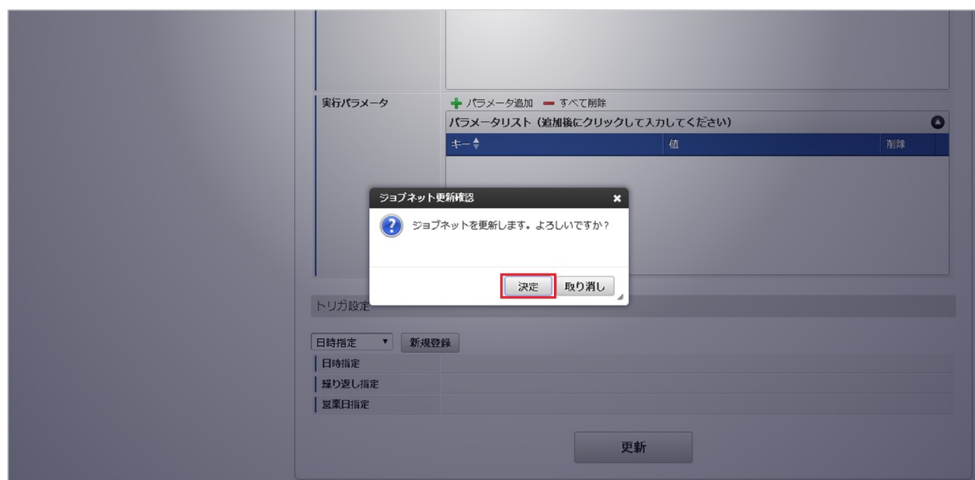 実行パラメータ
パラメータ追加 すべて削除
パラメータリスト（追加後にクリックして入力してください）
キー 値 削除
ジョブネット更新確認
ジョブネットを更新します。よろしいですか？
決定 取り消し
トリガ設定
日時指定 新規登録
日時指定
繰り返し指定
営業日指定
更新